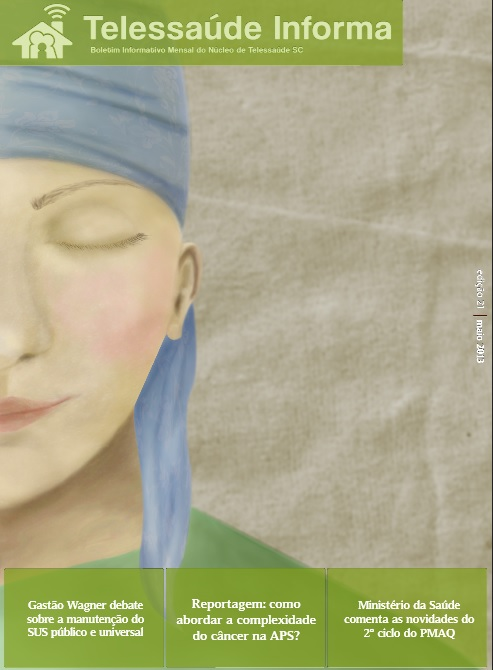 Telessaúde Informa
Boletim Informativo Mensal do Núcleo de Telessaúde SC
edição 21 | maio 2013
Gastão Wagner debate
sobre a manutenção do
SUS público e universal
Reportagem: como
abordar a complexidade
do câncer na APS?
Ministério da Saúde
comenta as novidades do
2º ciclo do PMAQ